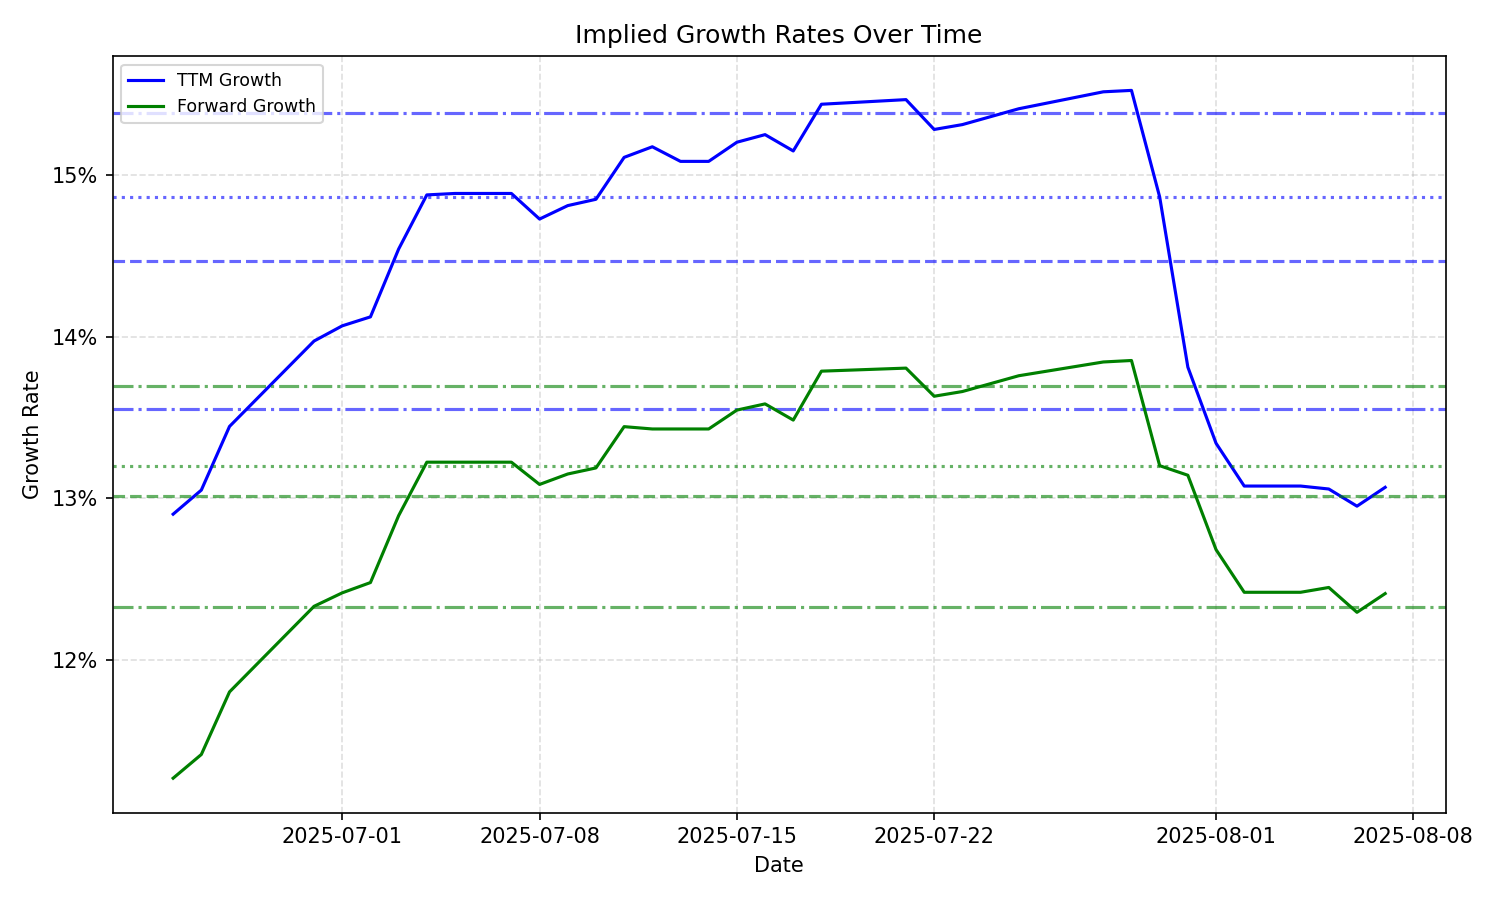 Implied Growth Rates Over Time
TTM Growth
Forward Growth
15%
14%
13%
12%
Growth Rate
2025-07-01
2025-07-08
2025-07-15
2025-07-22
2025-08-01
2025-08-08
Date